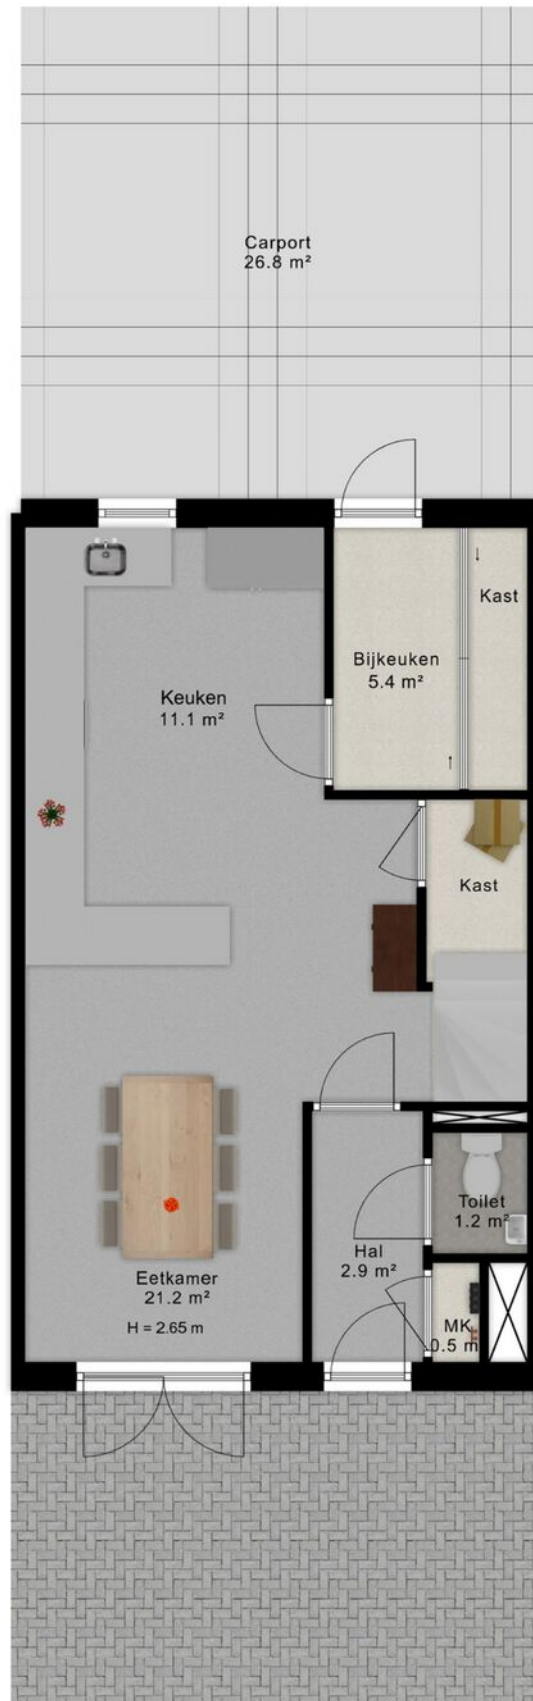 Carport
26.8 m²
Kast
Bijkeuken
5.4 m²
Keuken
11.1 m²
Kast
Toilet
1.2 m²
Hal
2.9 m²
Eetkamer
21.2 m²
H = 2.65 m
MK
0.5 m